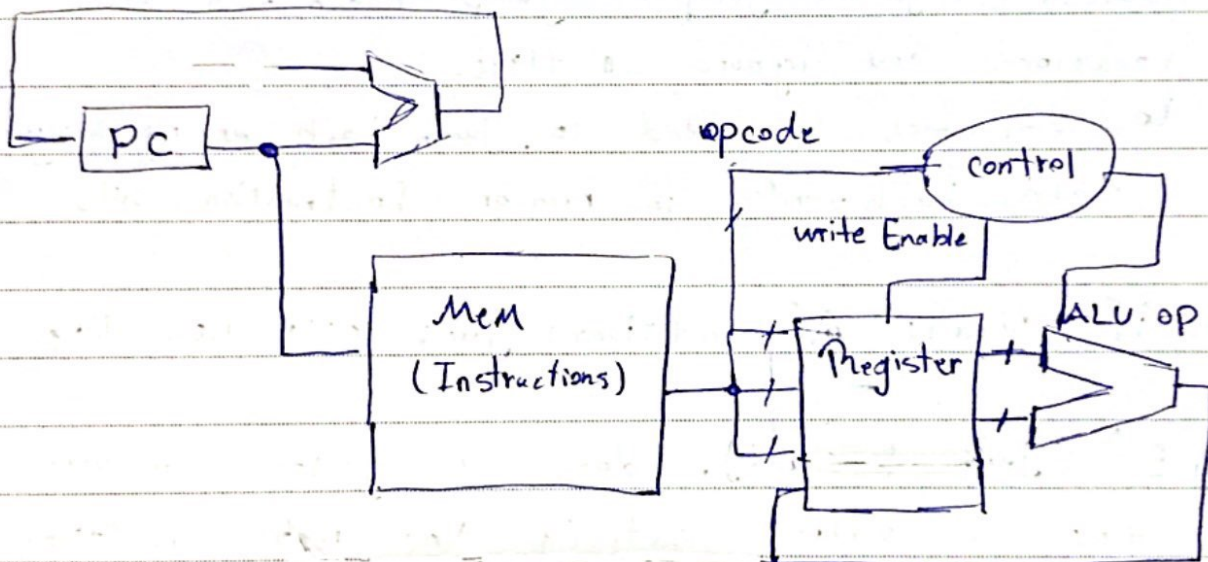 PC
opcode
control
write Enable
MeM
(Instructions)
Register
ALU op